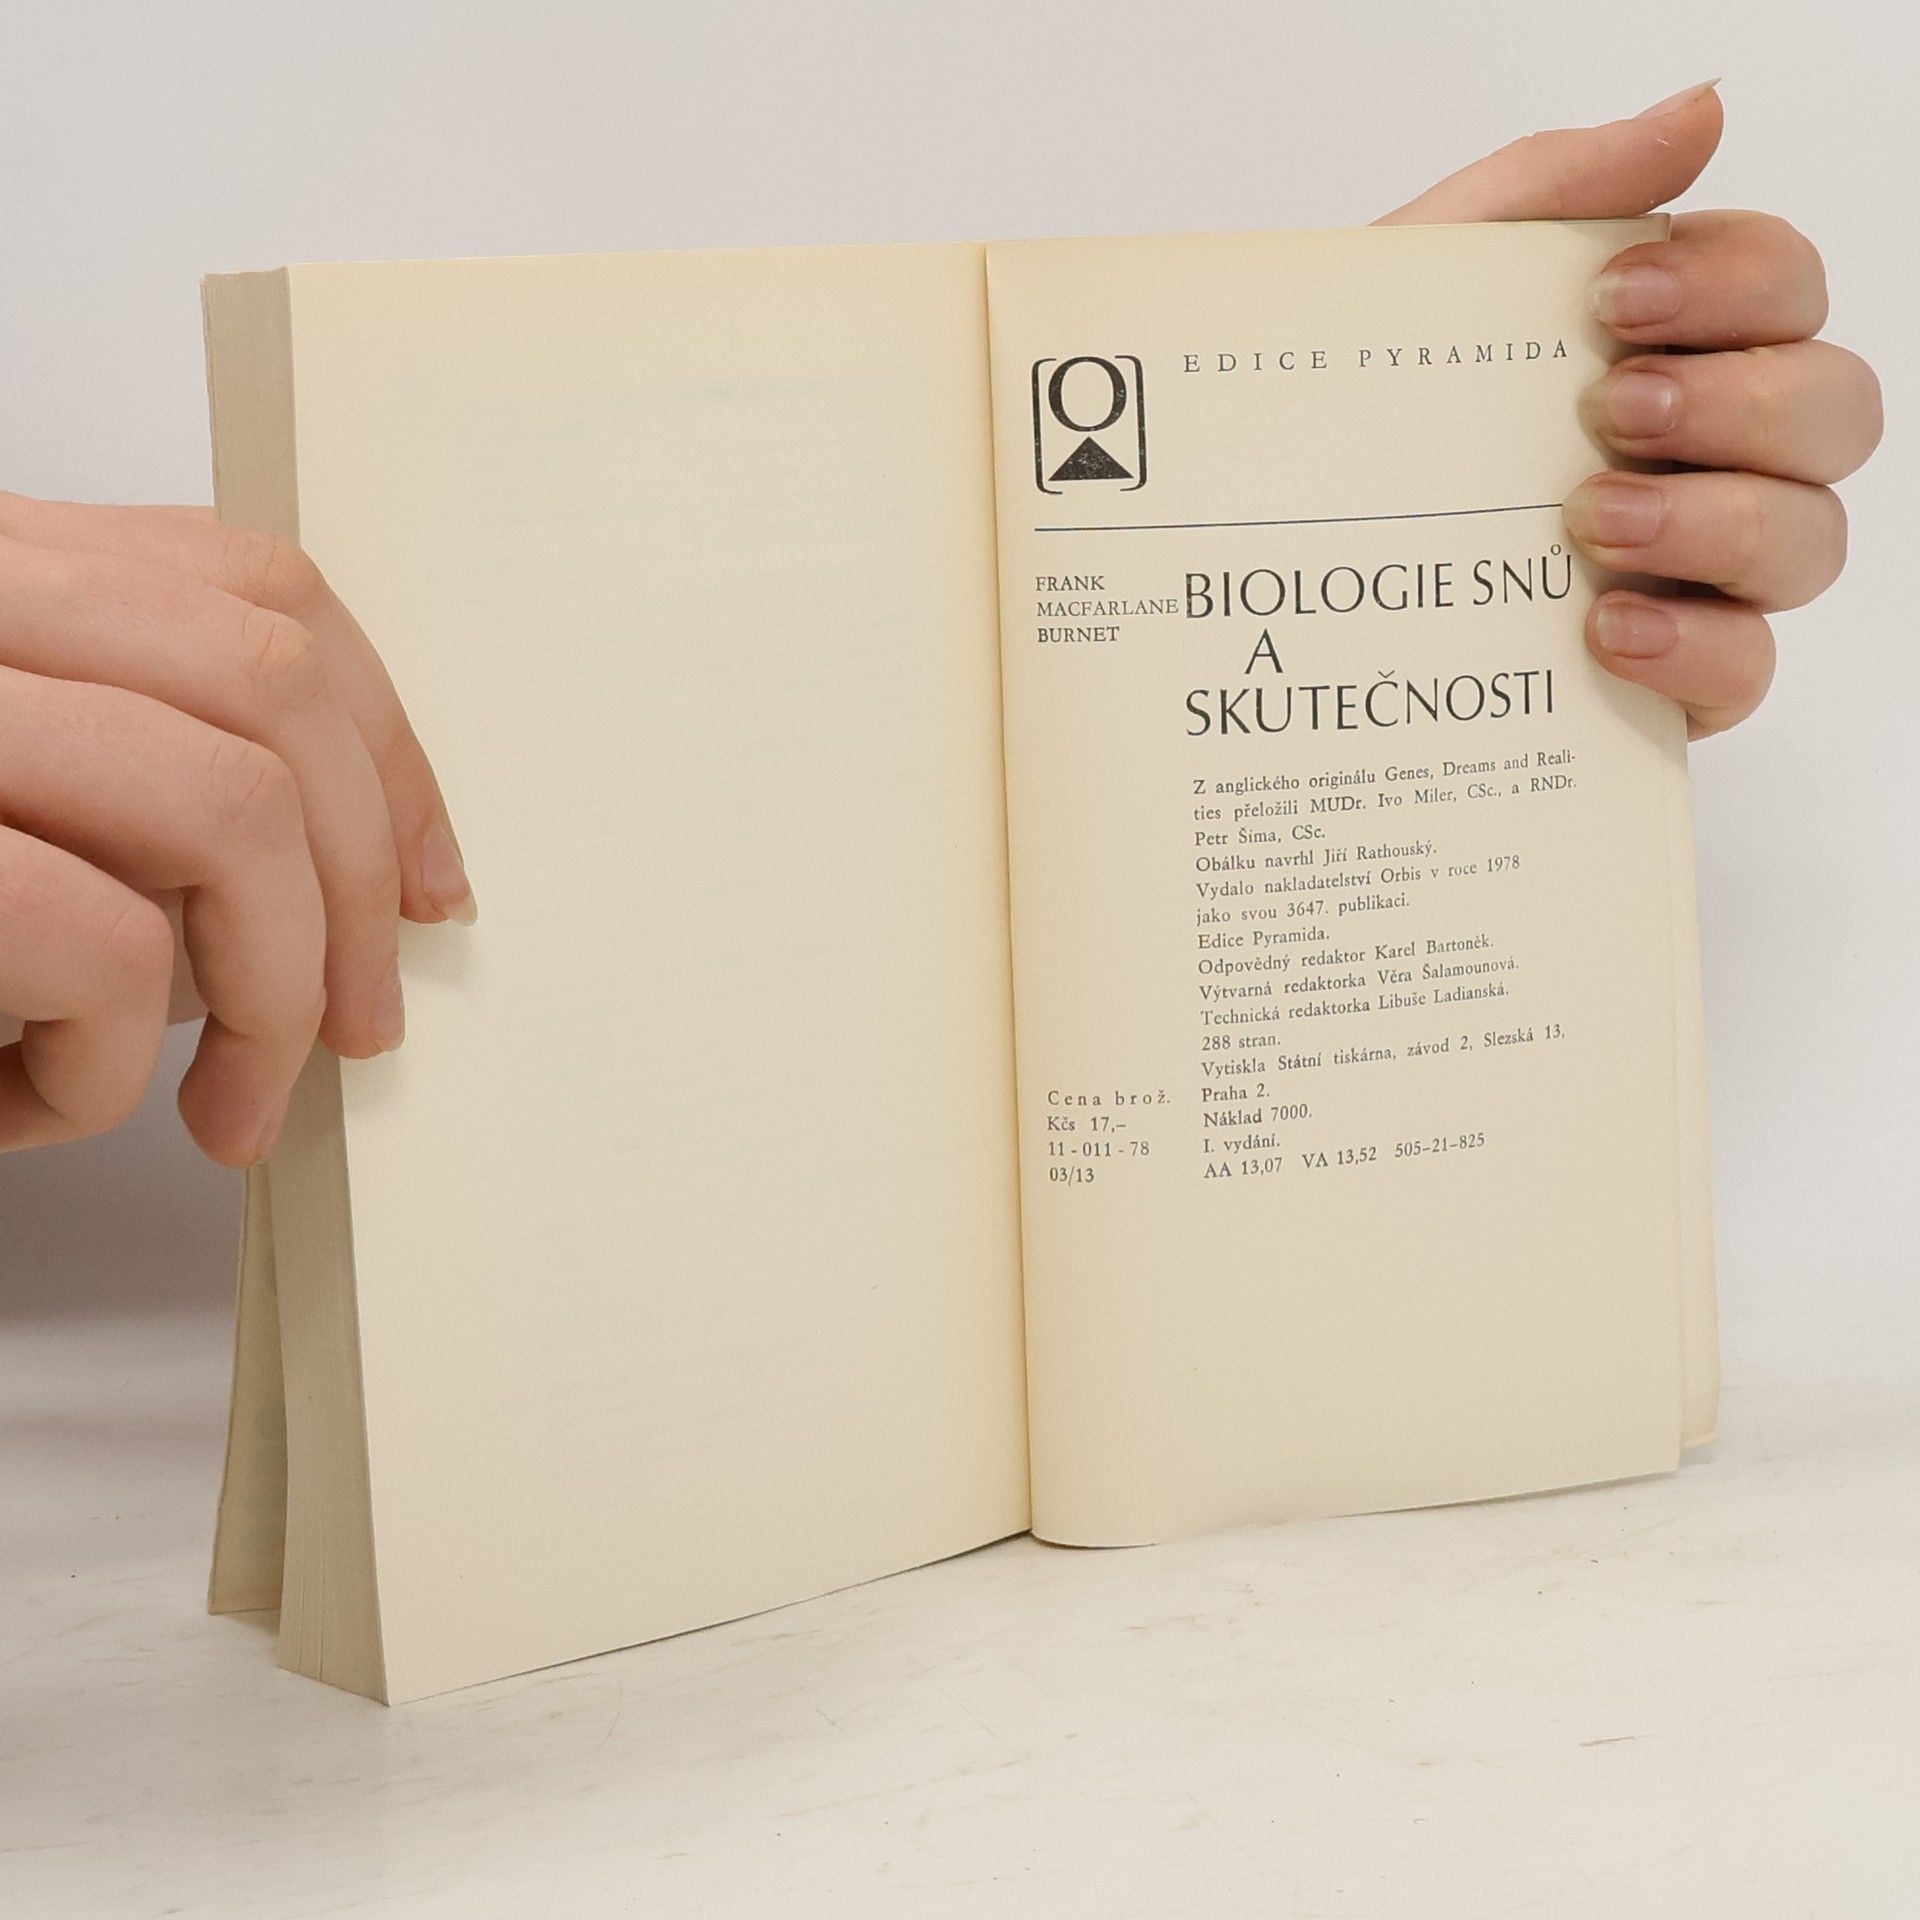 EDICE PYRAMIDA
FRANK
MACFARLANE
BURNET
BIOLOGIE SNŮ
A
SKUTEČNOSTI
Z anglického originálu Genes, Dreams and Reali-
ties přeložili MUDr. Ivo Miler, CSc., a RNDr.
Petr Šíma, CSc.
Obálku navrhl Jiří Rathouský.
Vydalo nakladatelství Orbis v roce 1978
jako svou 3647. publikaci.
Edice Pyramida.
Odpovědný redaktor Karel Bartoněk.
Výtvarná redaktorka Věra Šalamounová.
Technická redaktorka Libuše Ladianská.
288 stran.
Vytiskla Státní tiskárna, závod 2, Slezská 13,
Praha 2.
Náklad 7000.
I. vydání.
AA 13,07 VA 13,52 505-21-825
Cena brož.
Kčs 17,–
11 - 011 - 78
03/13